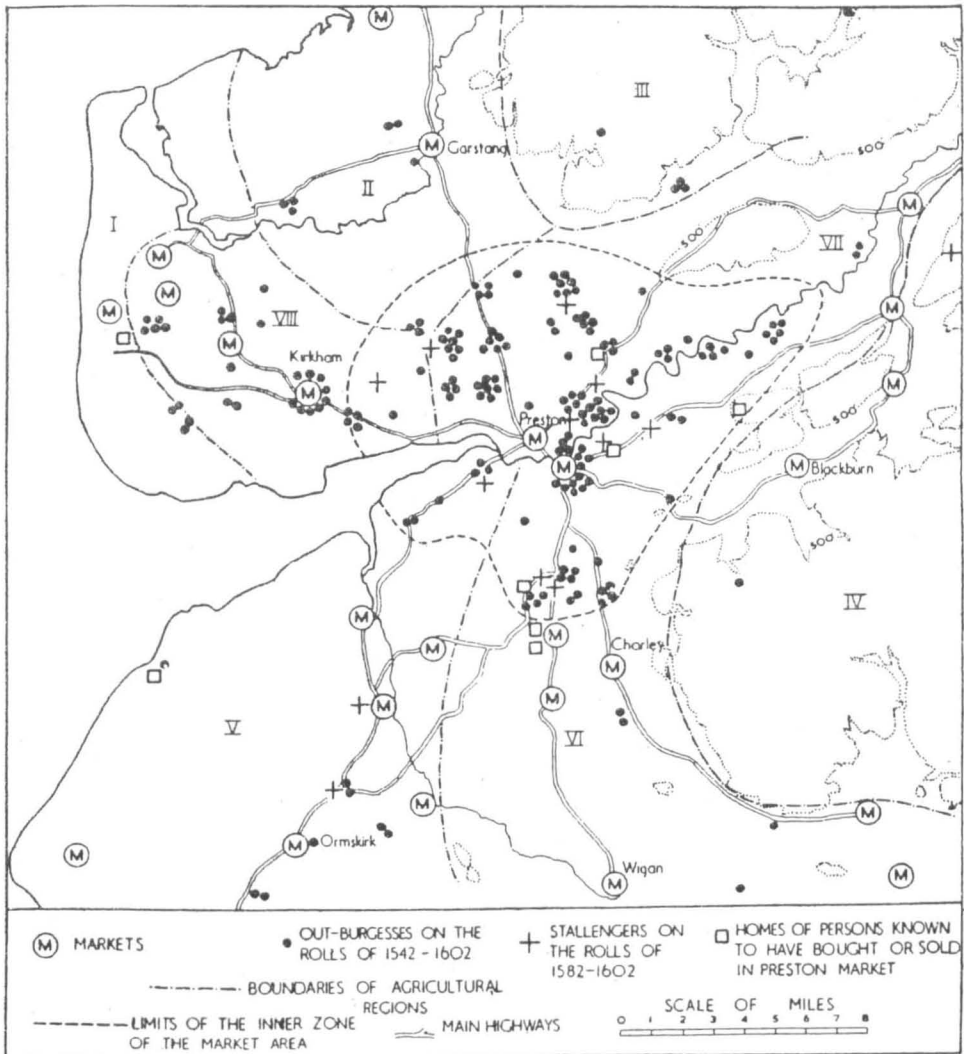 M
III
Garstang
M
500
II
I
M
500
VII
M
M
M
VIII
M
M
Kirkham
M
M
Preston
M
500
M
M
Blackburn
500
IV
M
M
M
Chorley
M
M
M
V
VI
M
M
M
Ormskirk
M
Wigan
M
M
M MARKETS
OUT-BURGESSES ON THE
ROLLS OF 1542 - 1602
STALLENGERS ON
THE ROLLS OF
1582-1602
HOMES OF PERSONS KNOWN
TO HAVE BOUGHT OR SOLD
IN PRESTON MARKET
BOUNDARIES OF AGRICULTURAL
REGIONS
LIMITS OF THE INNER ZONE
OF THE MARKET AREA
MAIN HIGHWAYS
SCALE OF MILES
0 1 2 3 4 5 6 7 8